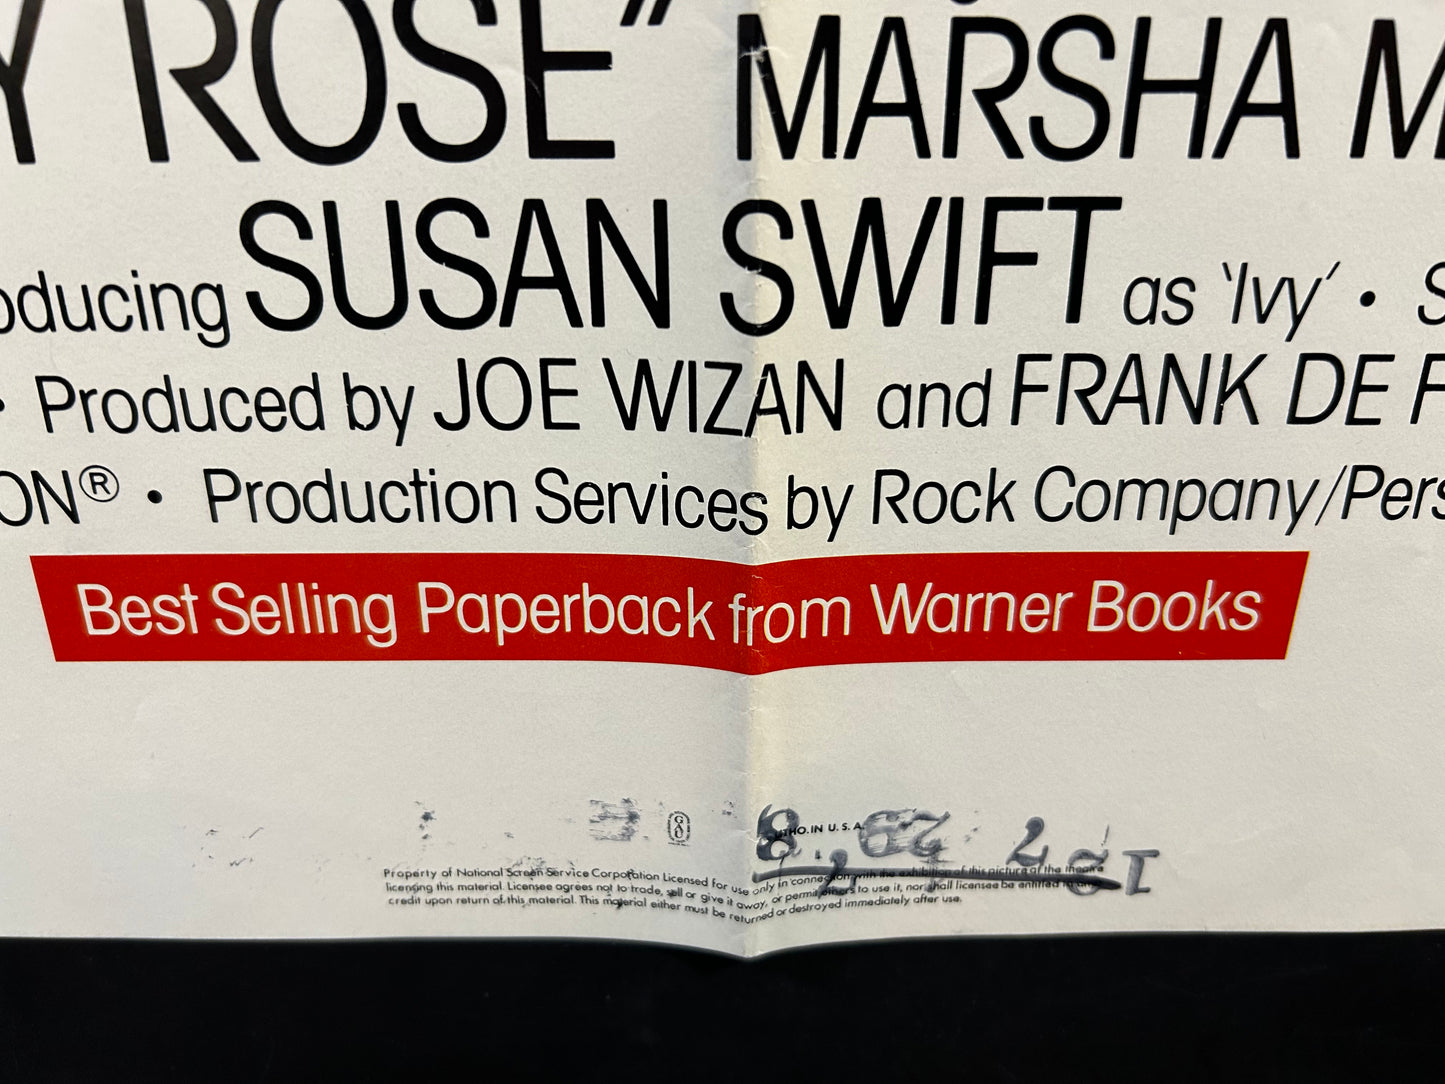 Y ROSE” MARSHA M
oducing SUSAN SWIFT as ‘Ivy’ • S
• Produced by JOE WIZAN and FRANK DE F
ON® • Production Services by Rock Company/Pers
Best Selling Paperback from Warner Books
LITHO. IN U. S. A.
Property of National Screen Service Corporation Licensed for use only in connection with the exhibition of this picture at the theatre
licensing this material. Licensee agrees not to trade, sell or give it away, or permit others to use it, nor shall licensee be entitled to any
credit upon return of this material. This material either must be returned or destroyed immediately after use.